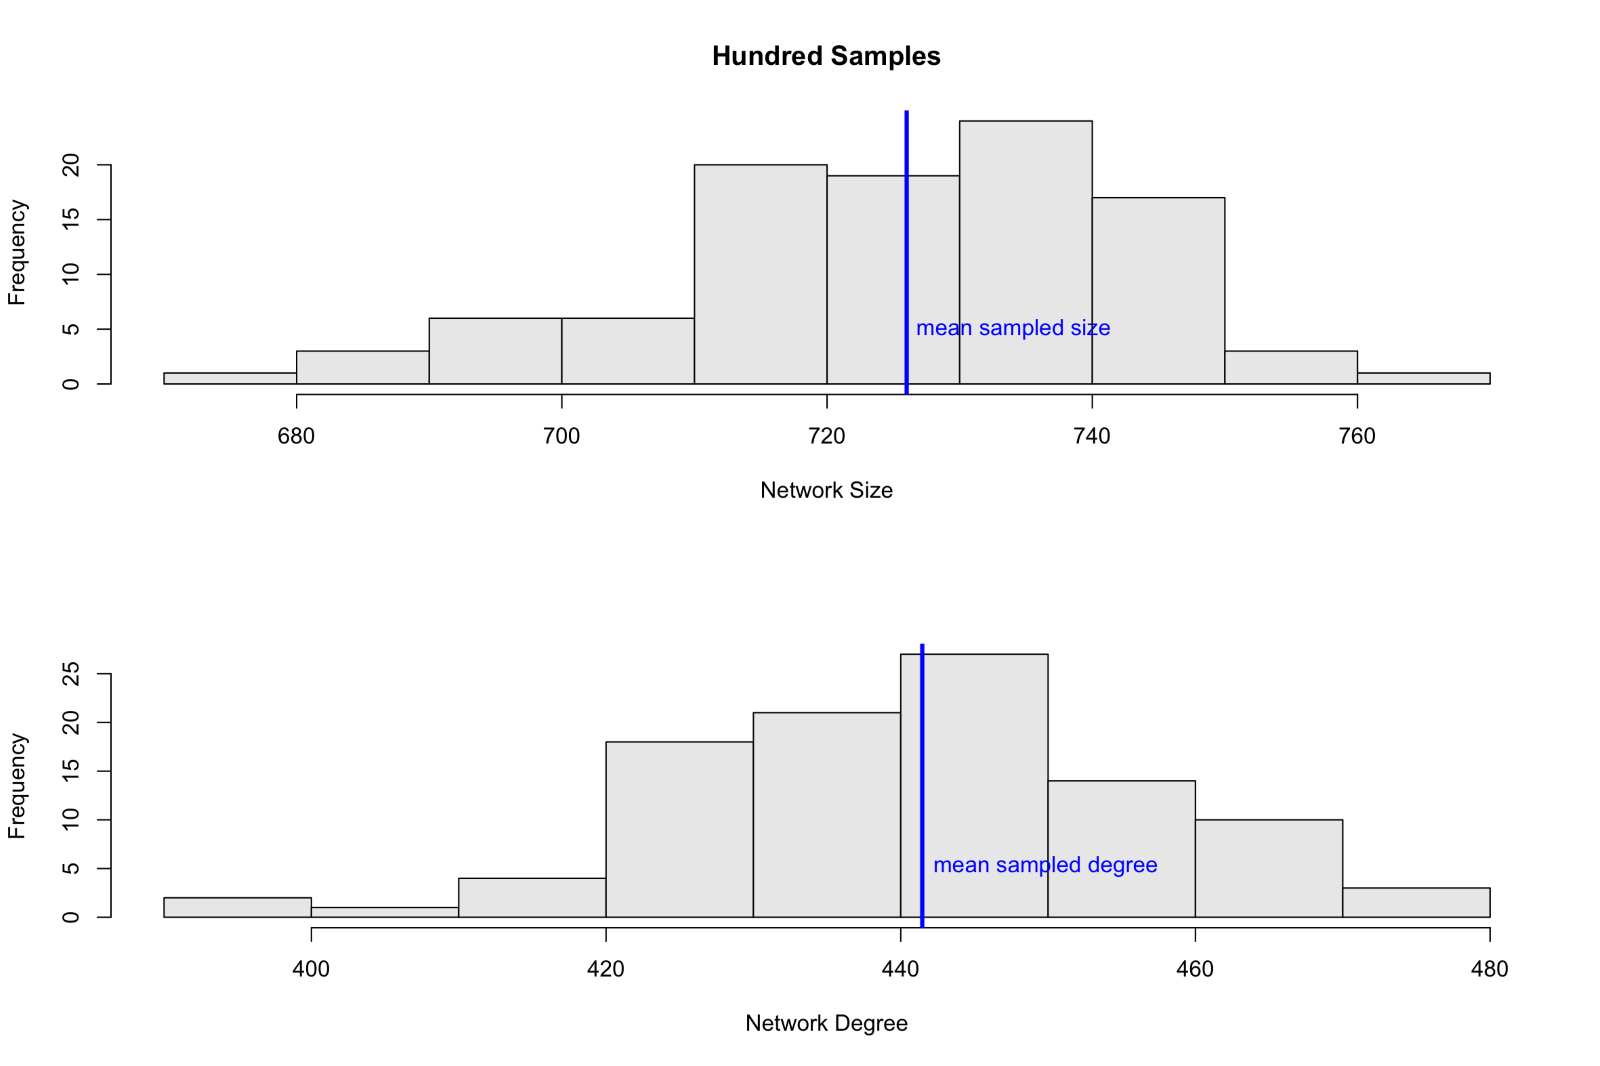 Hundred Samples
Frequency
20
15
10
5
0
mean sampled size
680 700 720 740 760
Network Size
Frequency
25
20
15
10
5
0
mean sampled degree
400 420 440 460 480
Network Degree